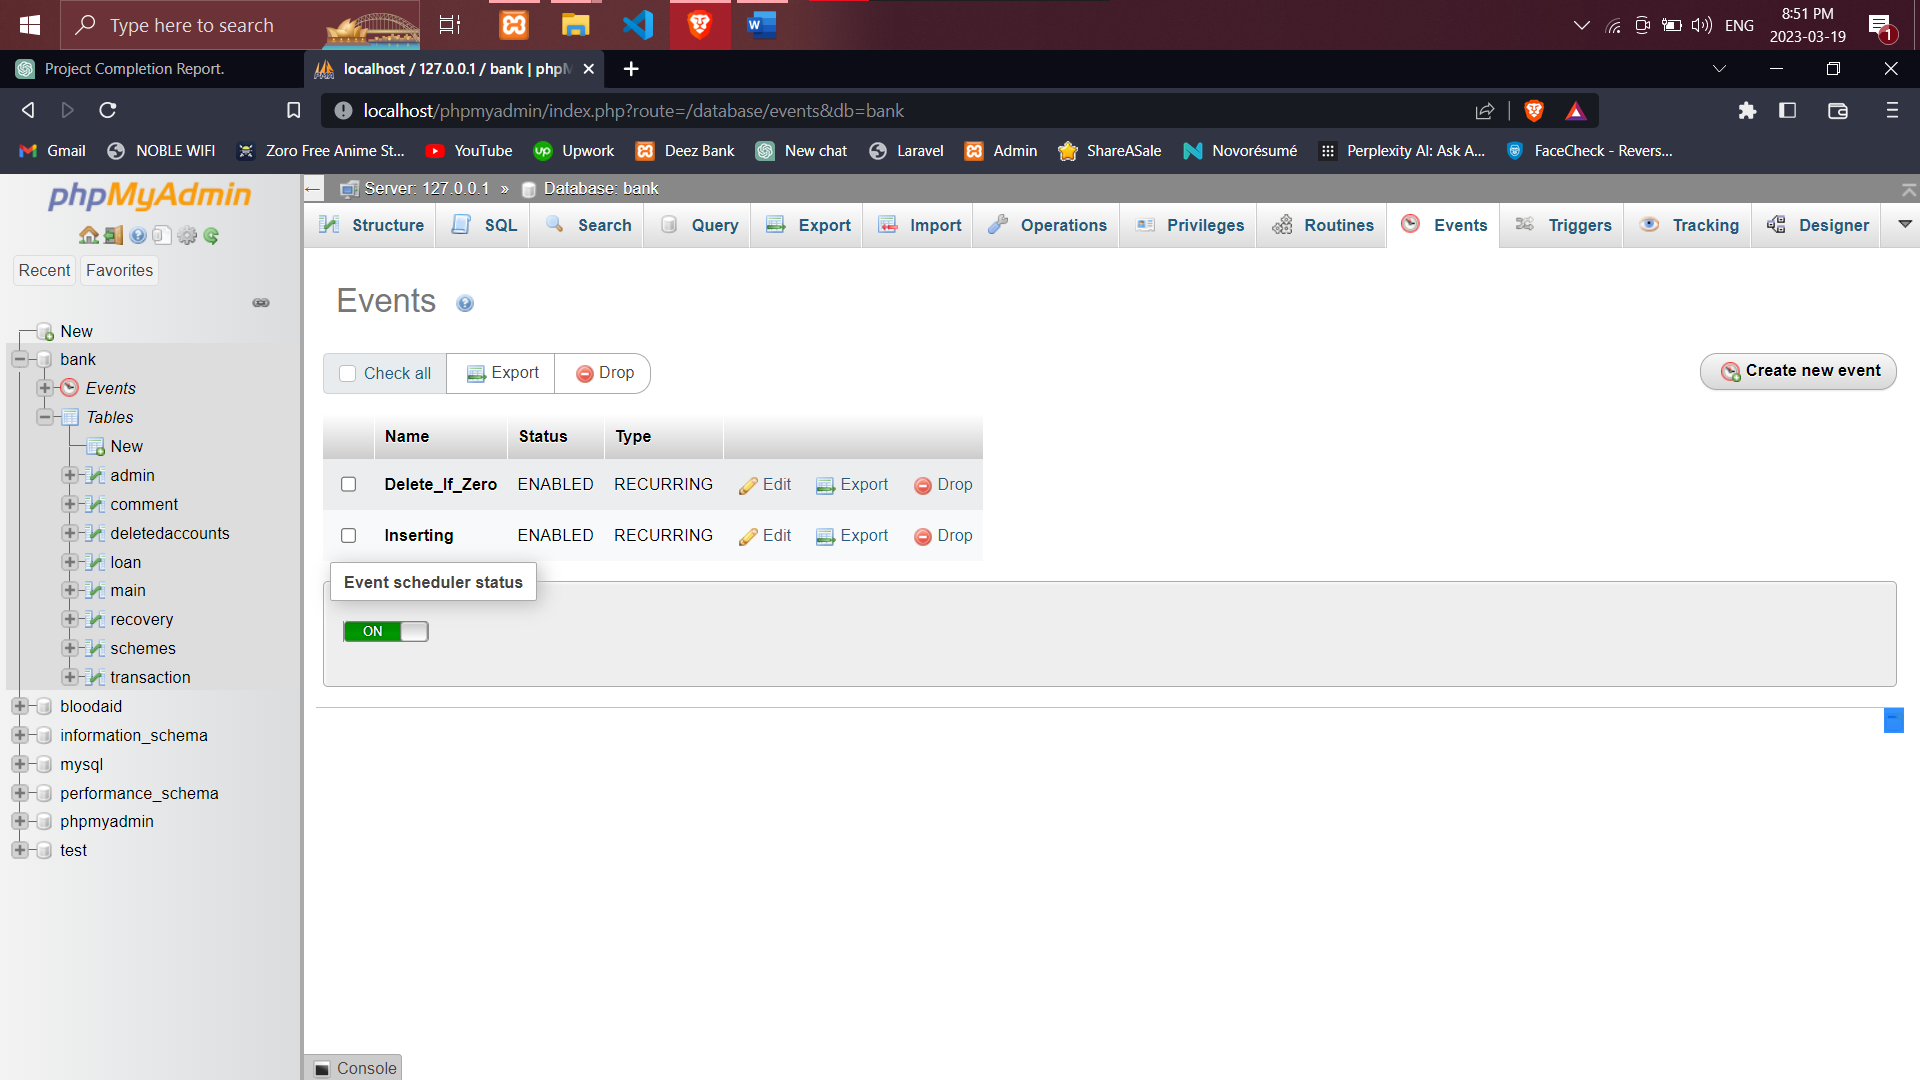 Type here to search
ENG
8:51 PM
2023-03-19
1
Project Completion Report.
localhost / 127.0.0.1 / bank | phpM
localhost/phpmyadmin/index.php?route=/database/events&db=bank
Gmail
NOBLE WIFI
Zoro Free Anime St...
YouTube
Upwork
Deez Bank
New chat
Laravel
Admin
ShareASale
Novorésumé
Perplexity AI: Ask A...
FaceCheck - Revers...
phpMyAdmin
Recent
Favorites
New
bank
Events
Tables
New
admin
comment
deletedaccounts
loan
main
recovery
schemes
transaction
bloodaid
information_schema
mysql
performance_schema
phpmyadmin
test
Server: 127.0.0.1 » Database: bank
Structure
SQL
Search
Query
Export
Import
Operations
Privileges
Routines
Events
Triggers
Tracking
Designer
Events
Check all
Export
Drop
Create new event
Name Status Type
Delete_If_Zero ENABLED RECURRING Edit Export Drop
Inserting ENABLED RECURRING Edit Export Drop
Event scheduler status
ON
Console